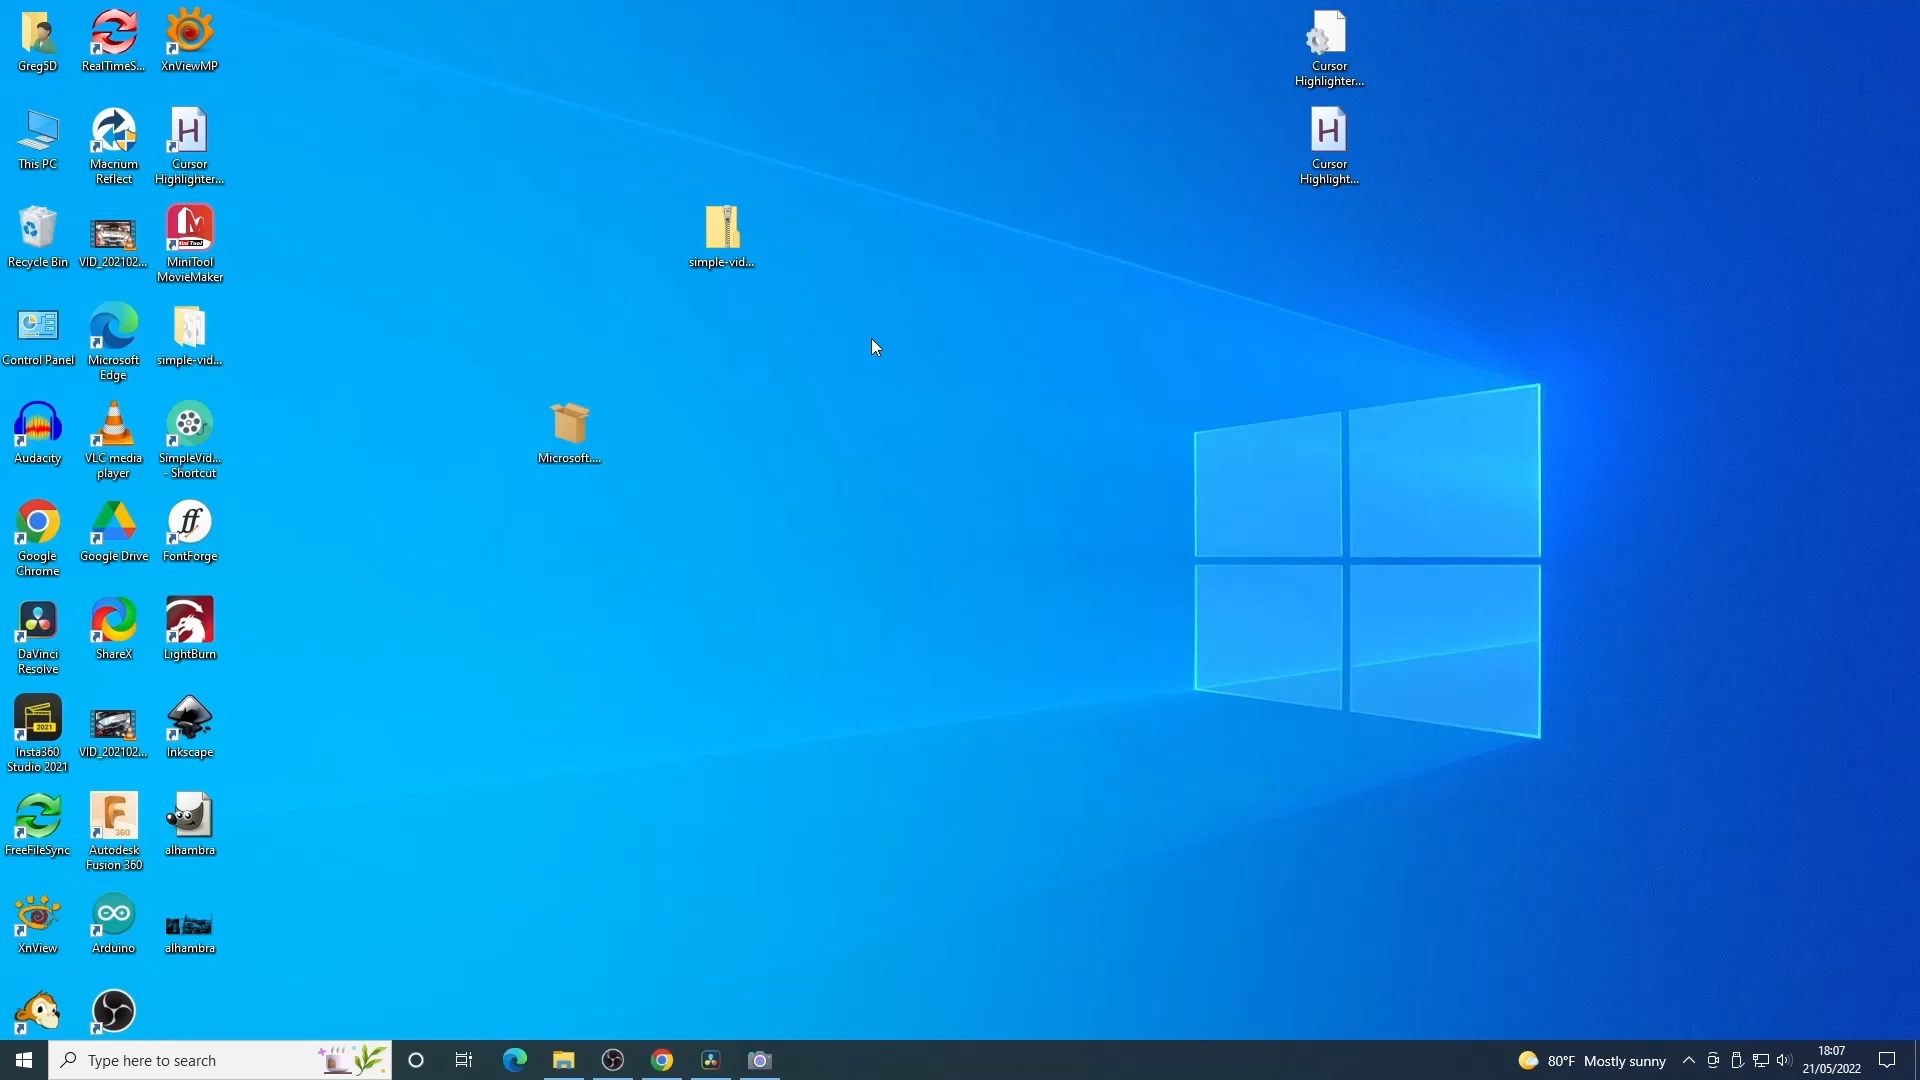 Greg5D
RealTimeS...
XnViewMP
Cursor
Highlighter...
This PC
Macrium
Reflect
Cursor
Highlighter...
Cursor
Highlight...
Recycle Bin
VID_202102...
MiniTool
MovieMaker
simple-vid...
Control Panel
Microsoft
Edge
simple-vid...
Audacity
VLC media
player
SimpleVid...
- Shortcut
Microsoft....
Google
Chrome
Google Drive
FontForge
DaVinci
Resolve
ShareX
LightBurn
Insta360
Studio 2021
VID_202102...
Inkscape
FreeFileSync
Autodesk
Fusion 360
alhambra
XnView
Arduino
alhambra
Type here to search
80°F Mostly sunny
18:07
21/05/2022